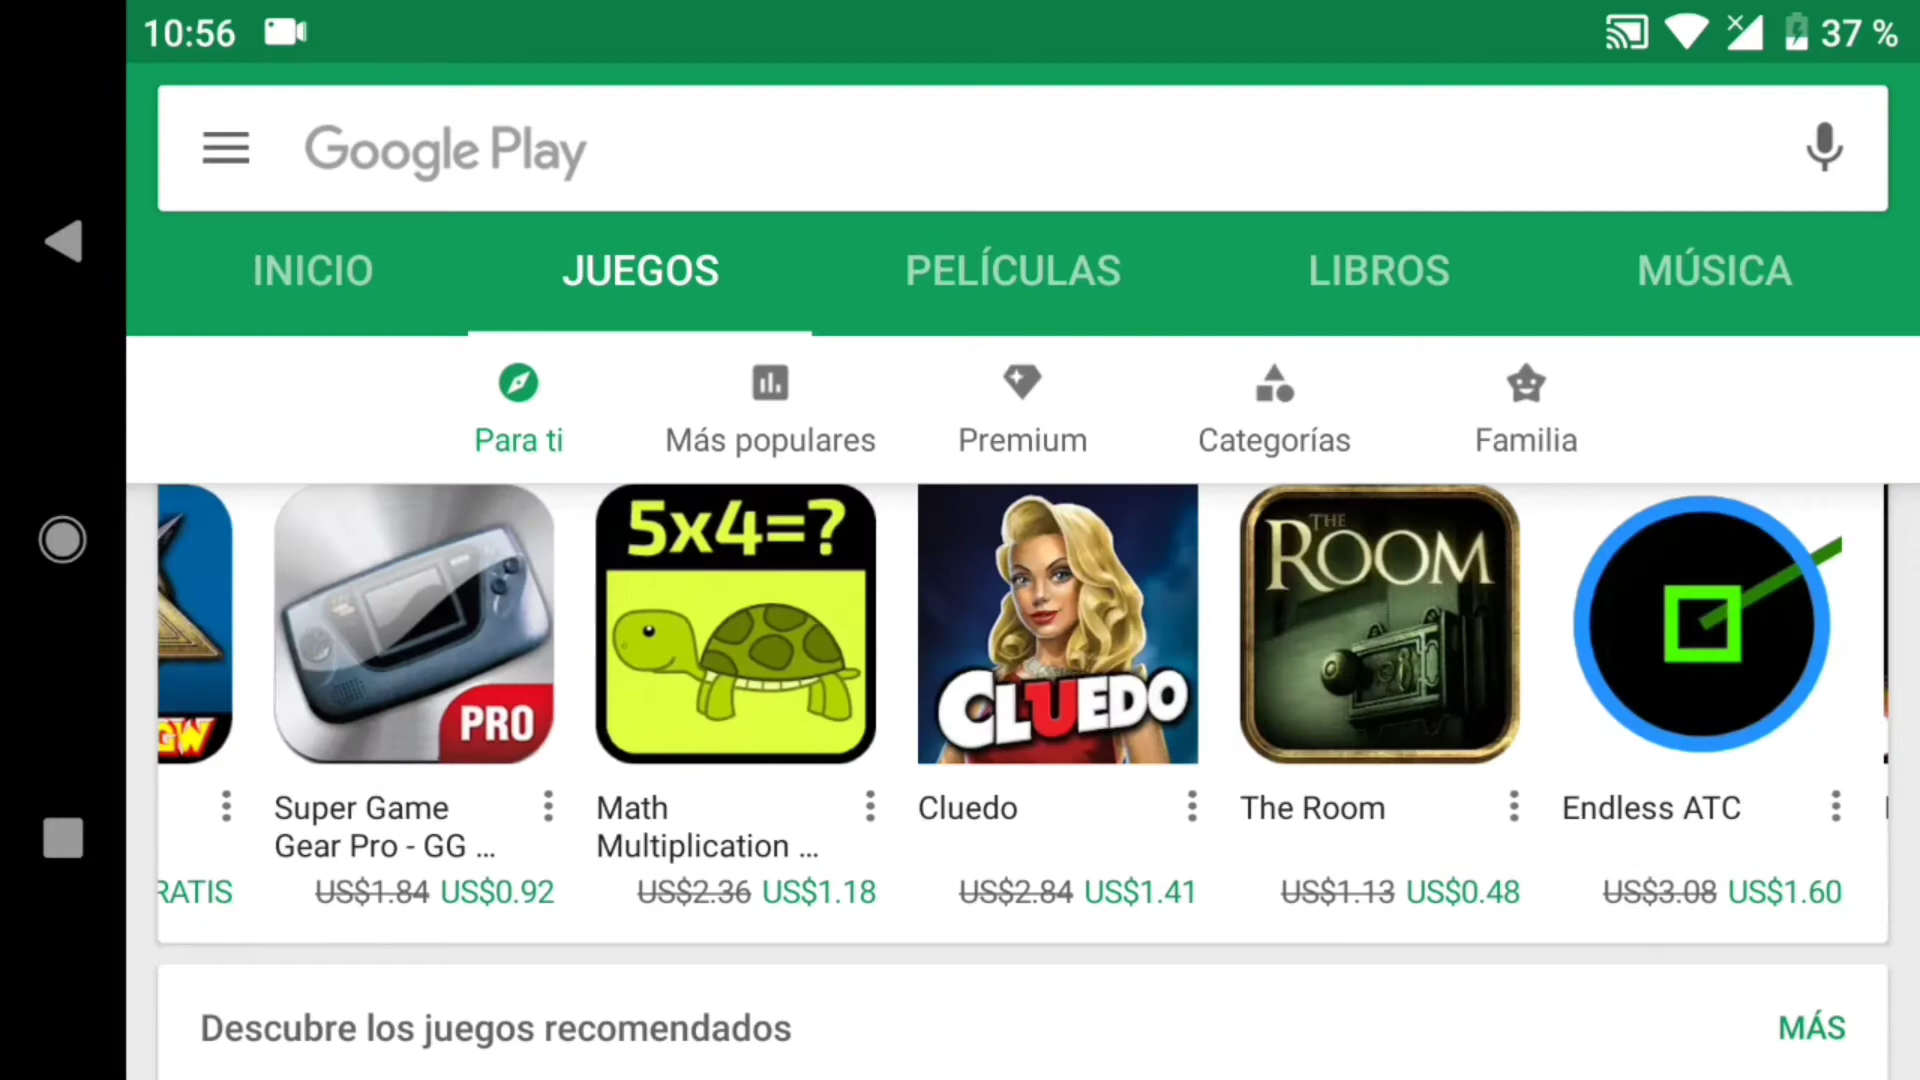 10:56
37 %
Google Play
INICIO
JUEGOS
PELÍCULAS
LIBROS
MÚSICA
Para ti
Más populares
Premium
Categorías
Familia
GW
PRO
5x4=?
CLUEDO
THE
ROOM
Super Game
Gear Pro - GG ...
Math
Multiplication ...
Cluedo
The Room
Endless ATC
RATIS
US$1.84 US$0.92
US$2.36 US$1.18
US$2.84 US$1.41
US$1.13 US$0.48
US$3.08 US$1.60
Descubre los juegos recomendados
MÁS